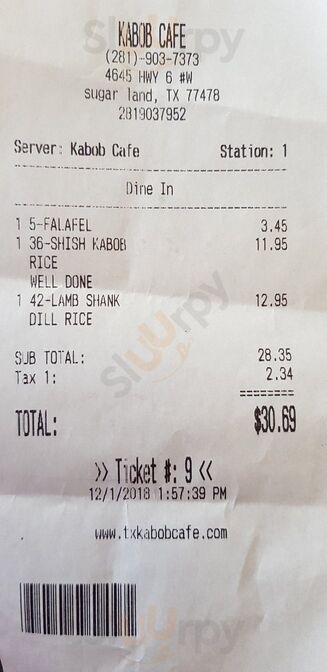 KABOB CAFE
(281)-903-7373
4645 HWY 6 #W
sugar land, TX 77478
2819037952
Server: Kabob Cafe Station: 1
Dine In
1 5-FALAFEL 3.45
1 36-SHISH KABOB 11.95
RICE
WELL DONE
1 42-LAMB SHANK 12.95
DILL RICE
SUB TOTAL: 28.35
Tax 1: 2.34
========
TOTAL: $30.69
>> Ticket #: 9 <<
12/1/2018 1:57:39 PM
www.txkabobcafe.com
sluurpy
sluurpy
sluurpy